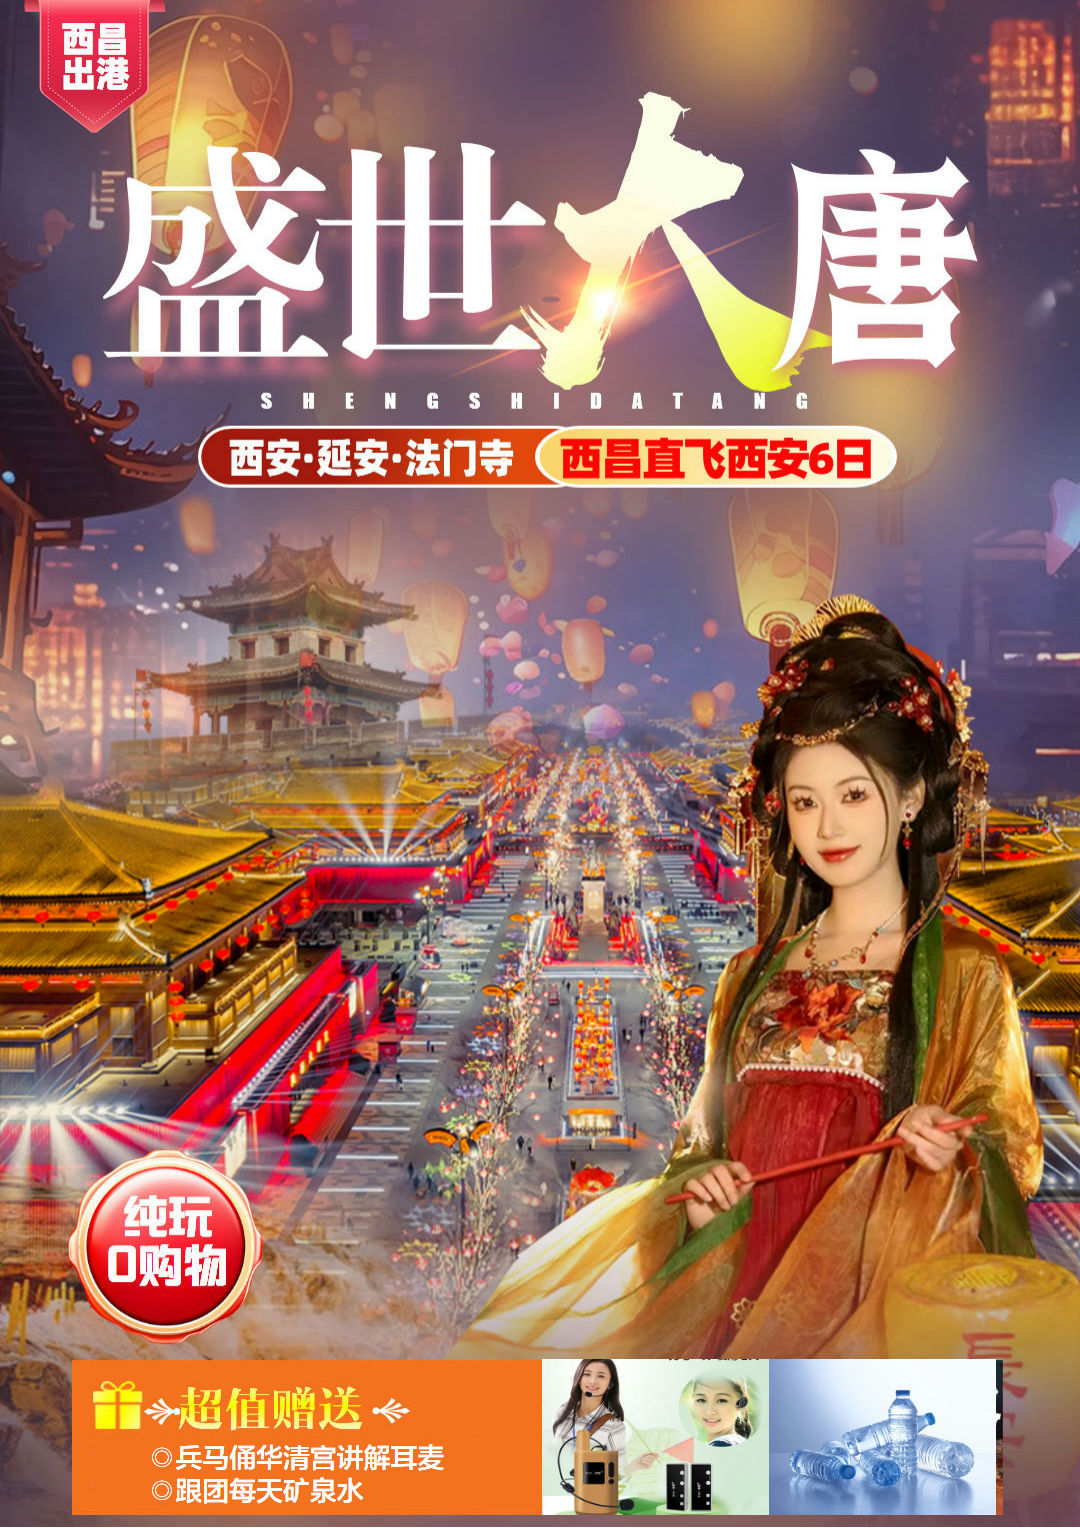 西昌
出港
盛世大唐
SHENGSHIDATANG
西安·延安·法门寺
西昌直飞西安6日
纯玩
0购物
超值赠送
◎兵马俑华清宫讲解耳麦
◎跟团每天矿泉水